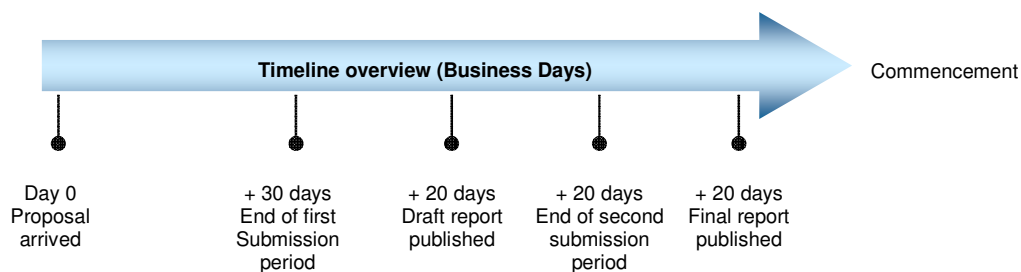 Timeline overview (Business Days)
Commencement
Day 0
Proposal
arrived
+ 30 days
End of first
Submission
period
+ 20 days
Draft report
published
+ 20 days
End of second
submission
period
+ 20 days
Final report
published